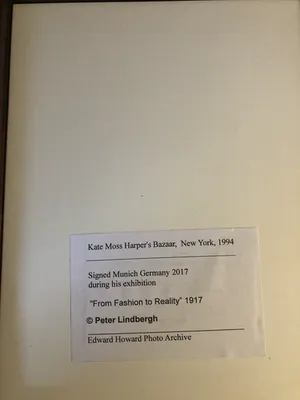 Kate Moss Harper's Bazaar, New York, 1994
Signed Munich Germany 2017
during his exhibition
"From Fashion to Reality" 1917
© Peter Lindbergh
Edward Howard Photo Archive